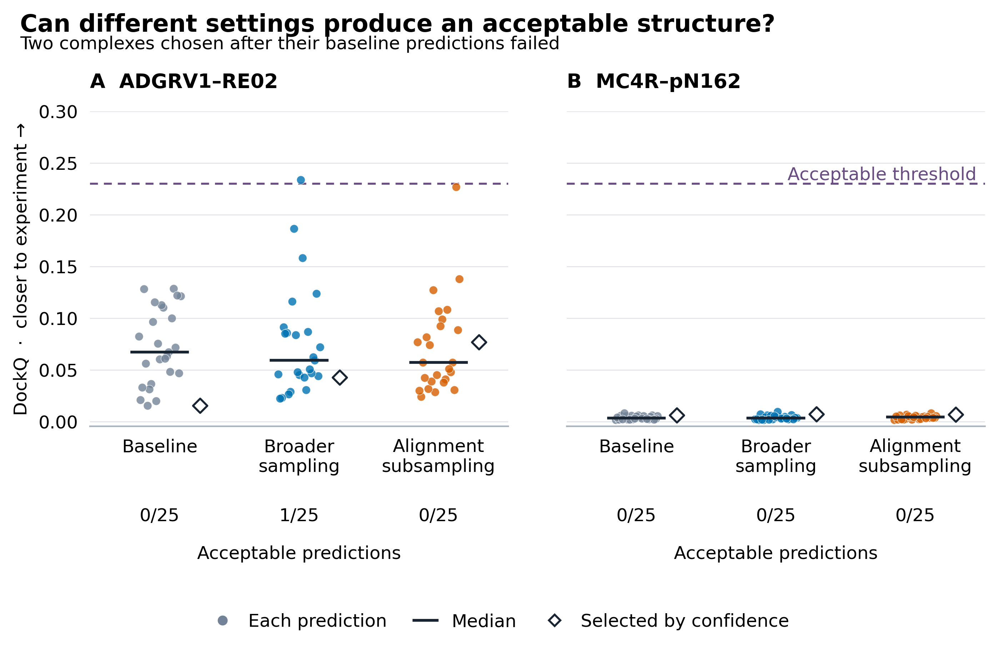 Can different settings produce an acceptable structure?
Two complexes chosen after their baseline predictions failed
A ADGRV1–RE02
B MC4R–pN162
DockQ · closer to experiment →
0.30
0.25
0.20
0.15
0.10
0.05
0.00
Acceptable threshold
Baseline
Broader
sampling
Alignment
subsampling
Baseline
Broader
sampling
Alignment
subsampling
0/25 1/25 0/25
0/25 0/25 0/25
Acceptable predictions
Acceptable predictions
Each prediction
Median
Selected by confidence